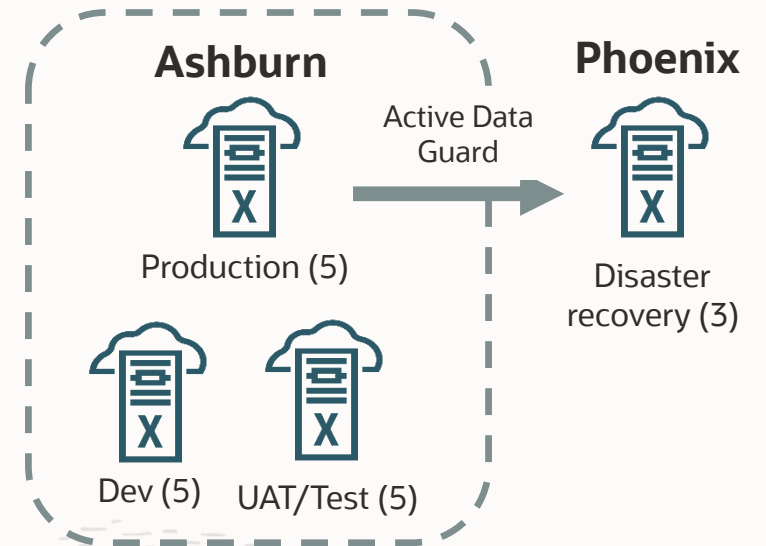 Ashburn
Phoenix
Active Data
Guard
X
X
Production (5)
Disaster
recovery (3)
X
X
Dev (5)
UAT/Test (5)